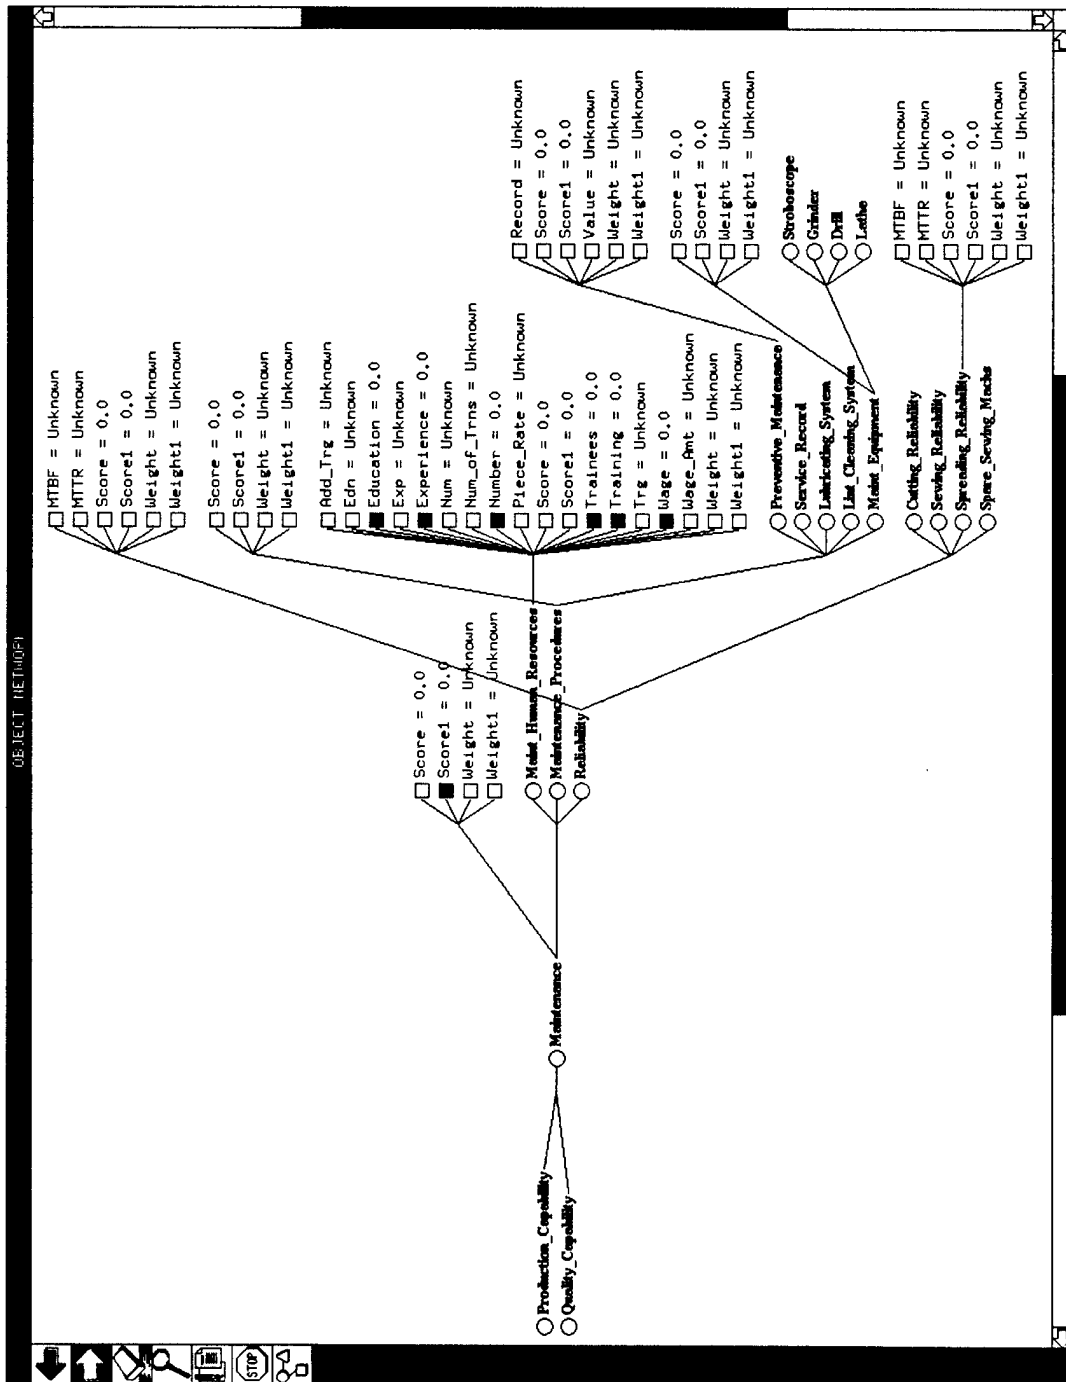 OBJECT NETWORK
MTBF = Unknown
MTTR = Unknown
Score = 0.0
Score1 = 0.0
Weight = Unknown
Weight1 = Unknown
Score = 0.0
Score1 = 0.0
Weight = Unknown
Weight1 = Unknown
Add_Trg = Unknown
Edn = Unknown
Education = 0.0
Exp = Unknown
Experience = 0.0
Num = Unknown
Num_of_Trns = Unknown
Number = 0.0
Piece_Rate = Unknown
Score = 0.0
Score1 = 0.0
Trainees = 0.0
Training = 0.0
Trg = Unknown
Wage = 0.0
Wage_Amt = Unknown
Weight = Unknown
Weight1 = Unknown
Record = Unknown
Score = 0.0
Score1 = 0.0
Value = Unknown
Weight = Unknown
Weight1 = Unknown
Score = 0.0
Score1 = 0.0
Weight = Unknown
Weight1 = Unknown
Stroboscope
Grinder
Drill
Lathe
MTBF = Unknown
MTTR = Unknown
Score = 0.0
Score1 = 0.0
Weight = Unknown
Weight1 = Unknown
Preventive_Maintenance
Service_Record
Lubricating_System
Lint_Cleaning_System
Maint_Equipment
Cutting_Reliability
Sewing_Reliability
Spreading_Reliability
Spare_Sewing_Machs
Score = 0.0
Score1 = 0.0
Weight = Unknown
Weight1 = Unknown
Maint_Human_Resources
Maintenance_Procedures
Reliability
Maintenance
Production_Capability
Quality_Capability
STOP